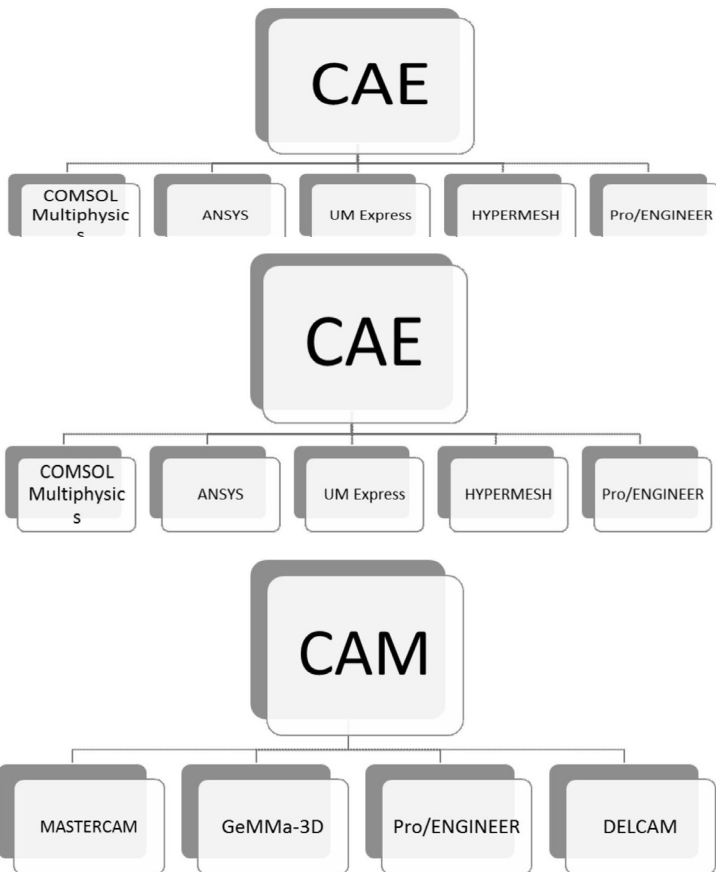 CAE
COMSOL
Multiphysic
s
ANSYS
UM Express
HYPERMESH
Pro/ENGINEER
CAE
COMSOL
Multiphysic
s
ANSYS
UM Express
HYPERMESH
Pro/ENGINEER
CAM
MASTERCAM
GeMMa-3D
Pro/ENGINEER
DELCAM